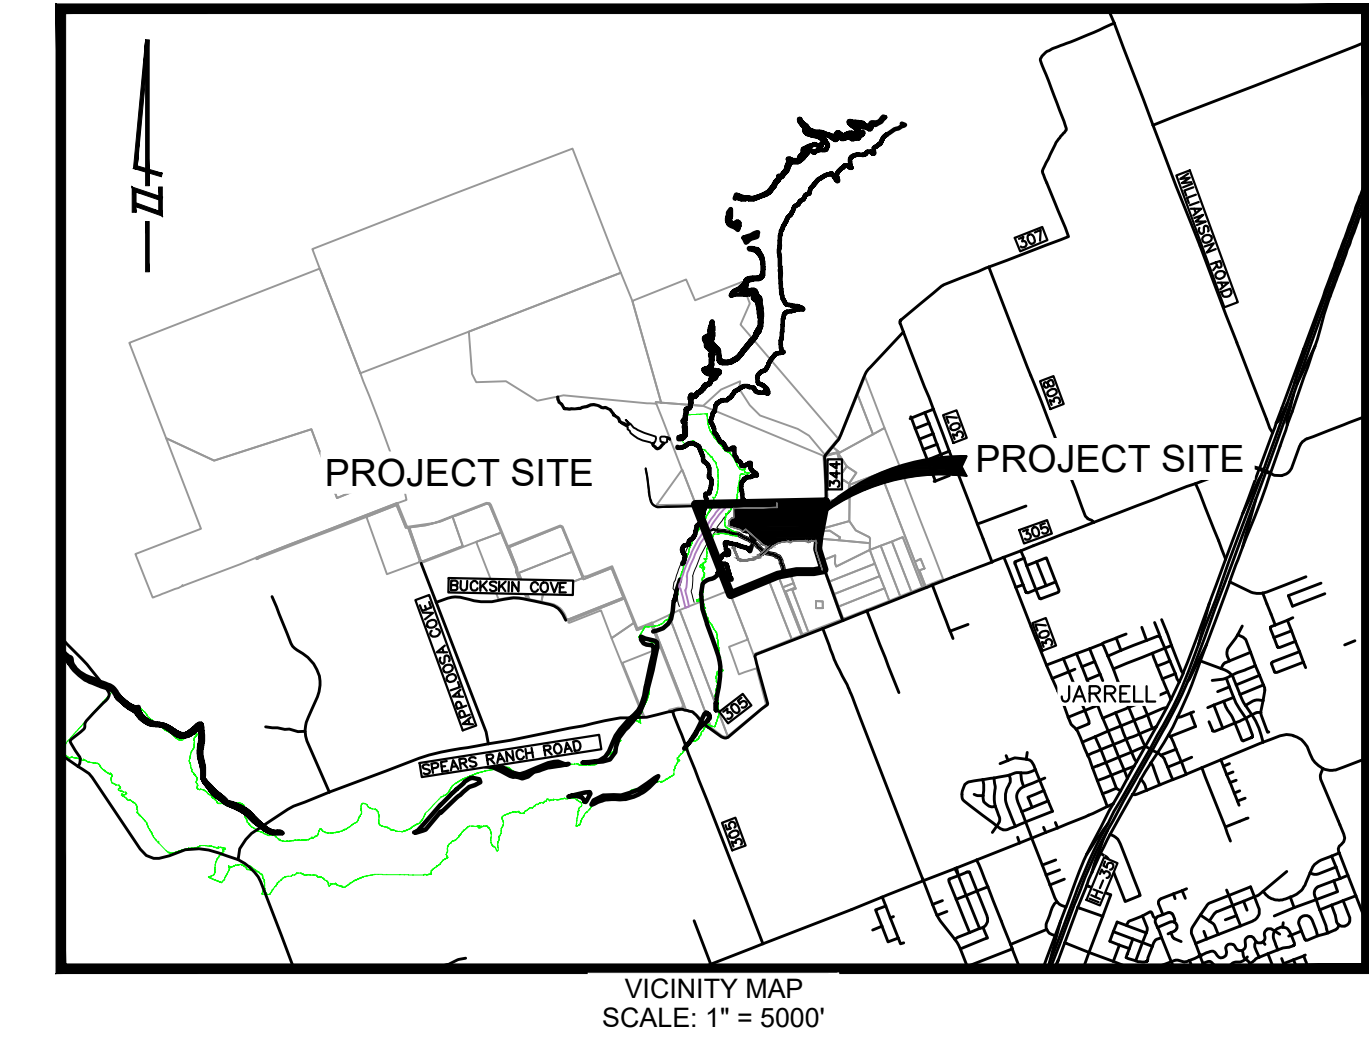 WILLIAMSON ROAD
307
308
307
PROJECT SITE
PROJECT SITE
344
305
BUCKSKIN COVE
APPALOOSA COVE
307
JARRELL
305
SPEARS RANCH ROAD
305
IH-35
VICINITY MAP
SCALE: 1" = 5000'